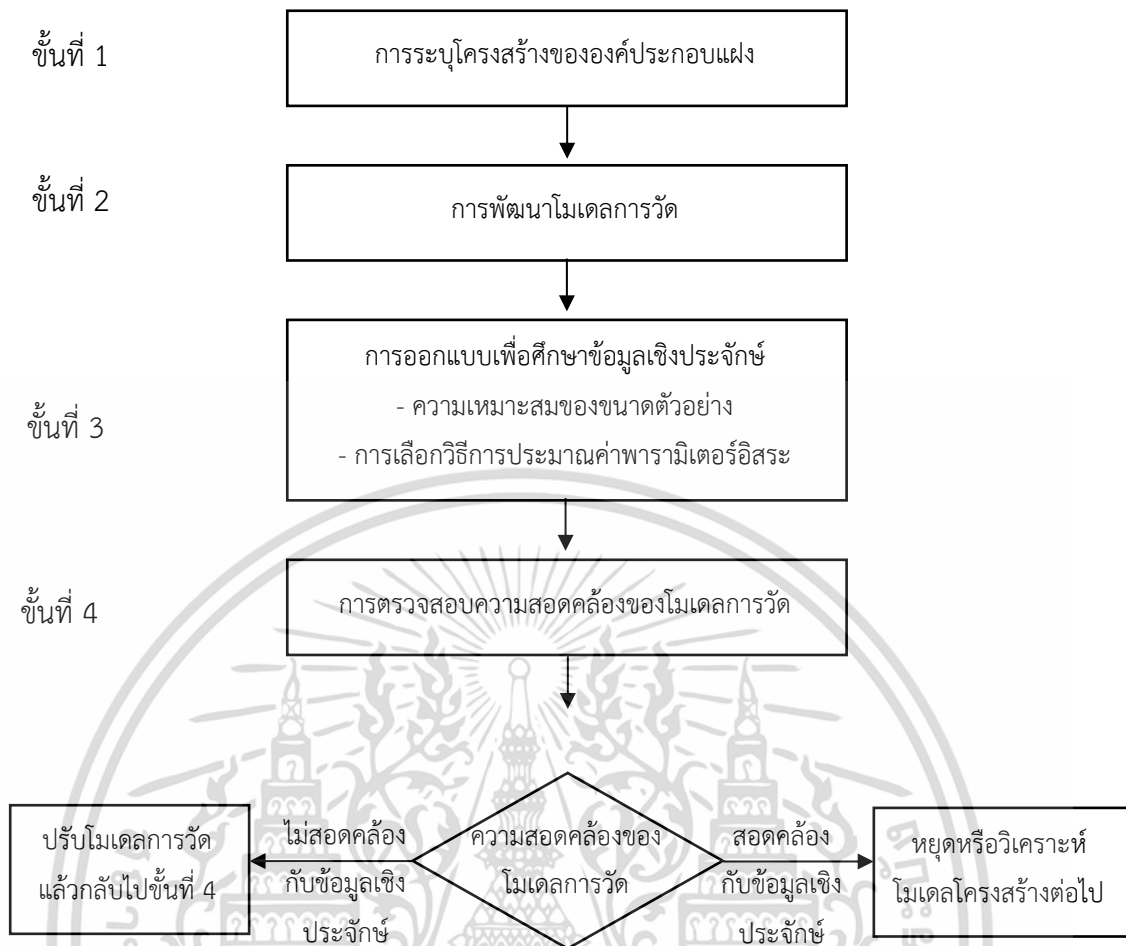 ขั้นที่ 1
การระบุโครงสร้างขององค์ประกอบแฝง
ขั้นที่ 2
การพัฒนาโมเดลการวัด
ขั้นที่ 3
การออกแบบเพื่อศึกษาข้อมูลเชิงประจักษ์
- ความเหมาะสมของขนาดตัวอย่าง
- การเลือกวิธีการประมาณค่าพารามิเตอร์อิสระ
ขั้นที่ 4
การตรวจสอบความสอดคล้องของโมเดลการวัด
ปรับโมเดลการวัด
แล้วกลับไปขั้นที่ 4
ไม่สอดคล้อง
กับข้อมูลเชิง
ประจักษ์
ความสอดคล้องของ
โมเดลการวัด
สอดคล้อง
กับข้อมูลเชิง
ประจักษ์
หยุดหรือวิเคราะห์
โมเดลโครงสร้างต่อไป